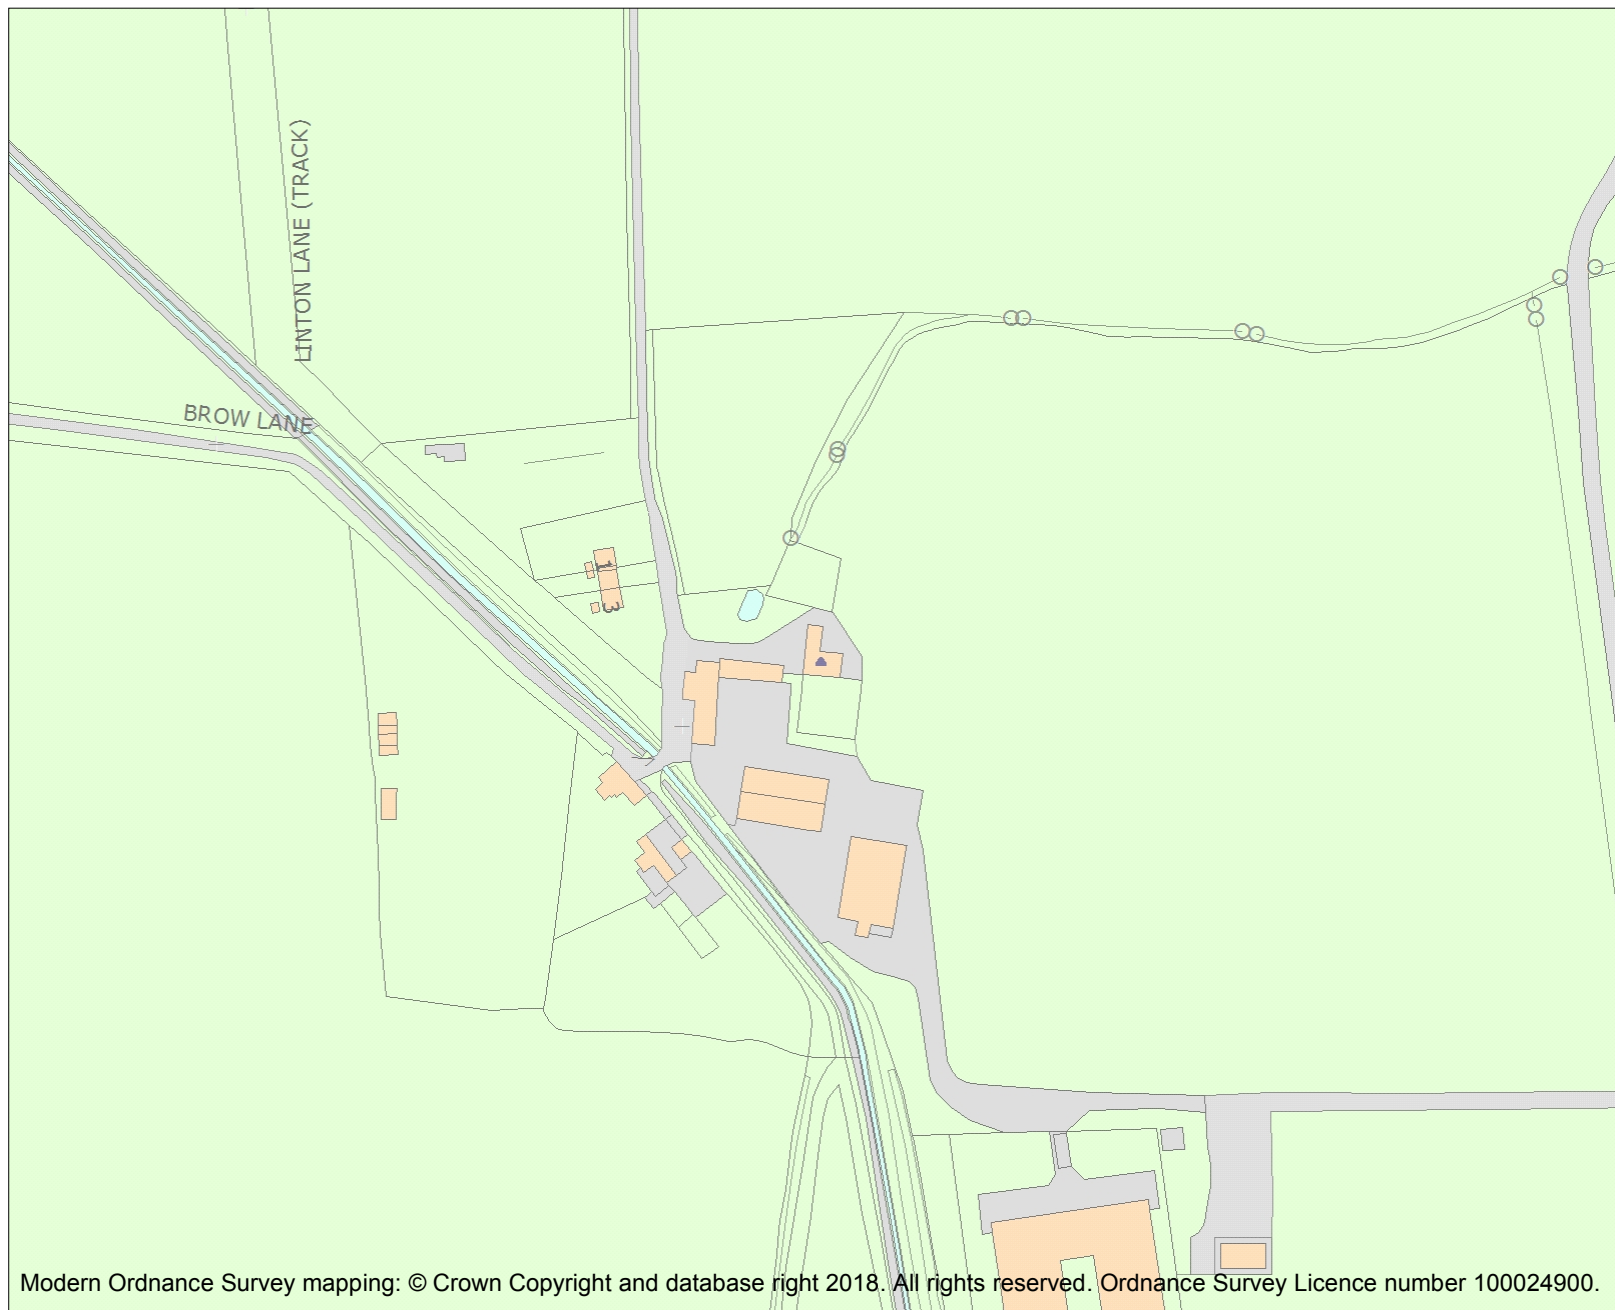 LINTON LANE (TRACK)
BROW LANE
1
3
Modern Ordnance Survey mapping: © Crown Copyright and database right 2018. All rights reserved. Ordnance Survey Licence number 100024900.